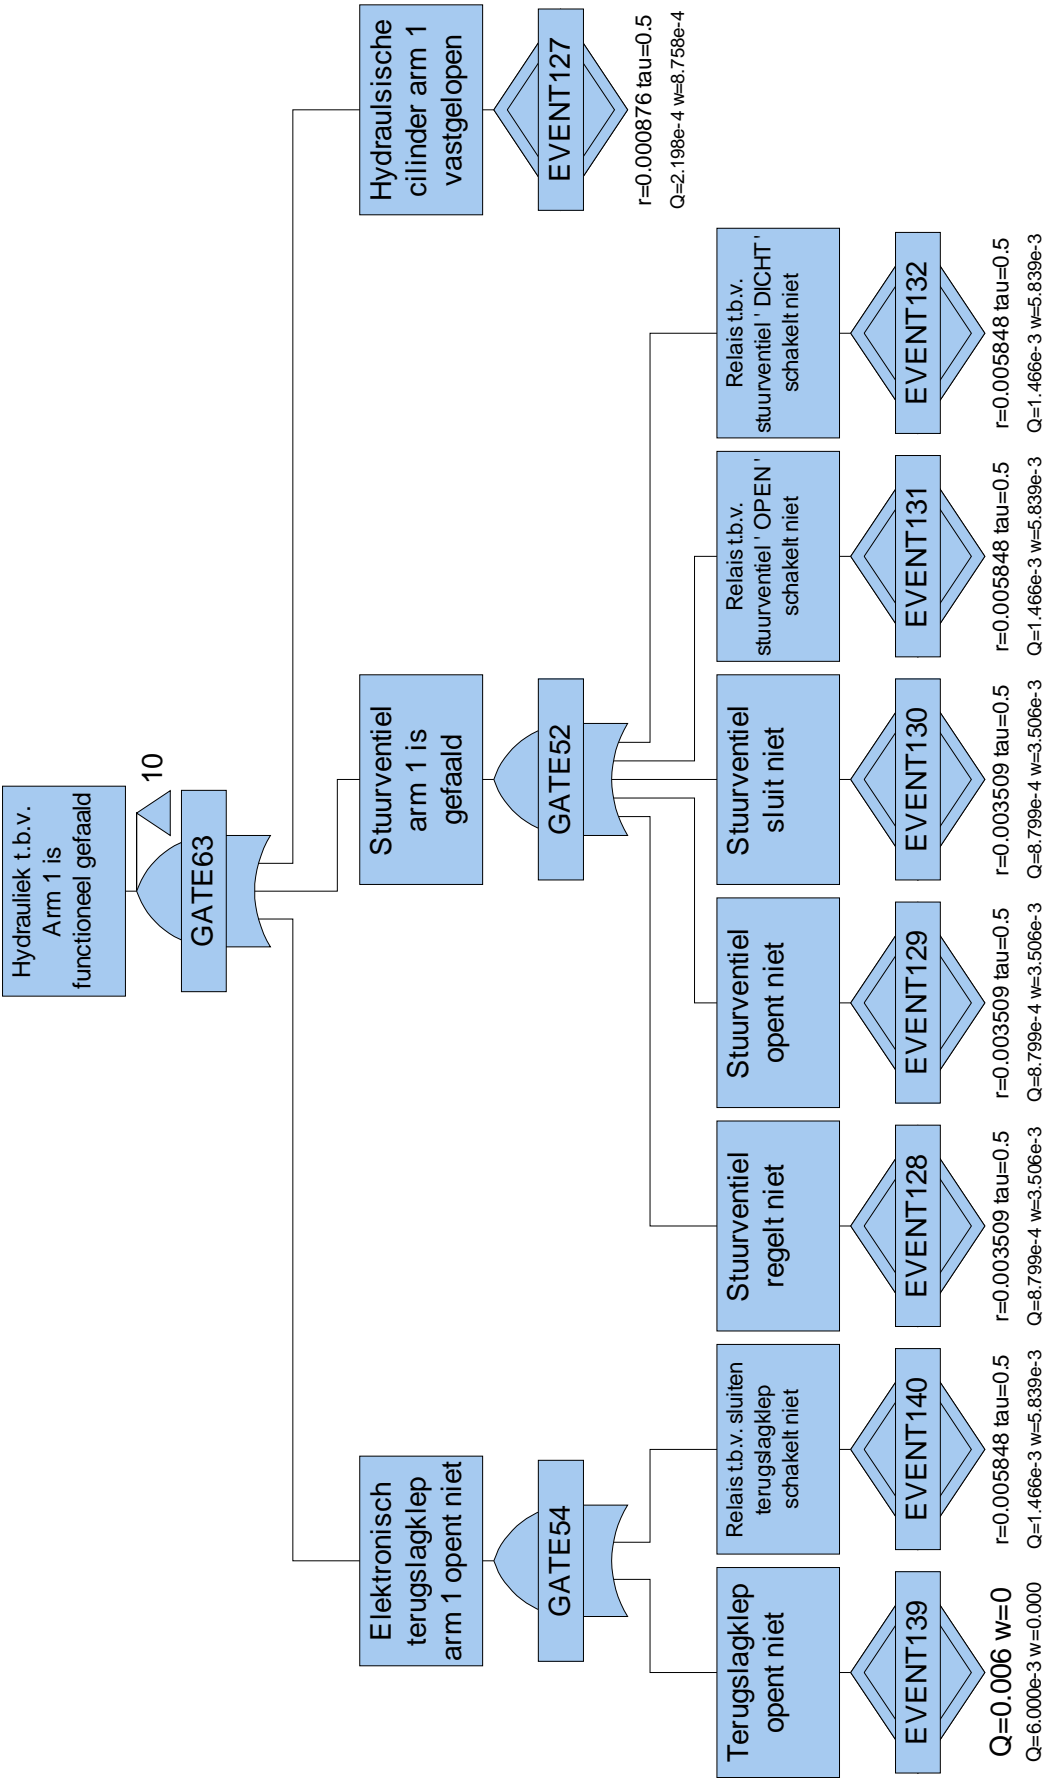 Hydrauliek t.b.v.
Arm 1 is
functioneel gefaald
10
GATE63
Elektronisch
terugslagklep
arm 1 opent niet
GATE54
Stuurventiel
arm 1 is
gefaald
GATE52
Hydraulsische
cilinder arm 1
vastgelopen
EVENT127
r=0.000876 tau=0.5
Q=2.198e-4 w=8.758e-4
Terugslagklep
opent niet
EVENT139
Q=0.006 w=0
Q=6.000e-3 w=0.000
Relais t.b.v. sluiten
terugslagklep
schakelt niet
EVENT140
r=0.005848 tau=0.5
Q=1.466e-3 w=5.839e-3
Stuurventiel
regelt niet
EVENT128
r=0.003509 tau=0.5
Q=8.799e-4 w=3.506e-3
Stuurventiel
opent niet
EVENT129
r=0.003509 tau=0.5
Q=8.799e-4 w=3.506e-3
Stuurventiel
sluit niet
EVENT130
r=0.003509 tau=0.5
Q=8.799e-4 w=3.506e-3
Relais t.b.v.
stuurventiel ' OPEN '
schakelt niet
EVENT131
r=0.005848 tau=0.5
Q=1.466e-3 w=5.839e-3
Relais t.b.v.
stuurventiel ' DICHT '
schakelt niet
EVENT132
r=0.005848 tau=0.5
Q=1.466e-3 w=5.839e-3